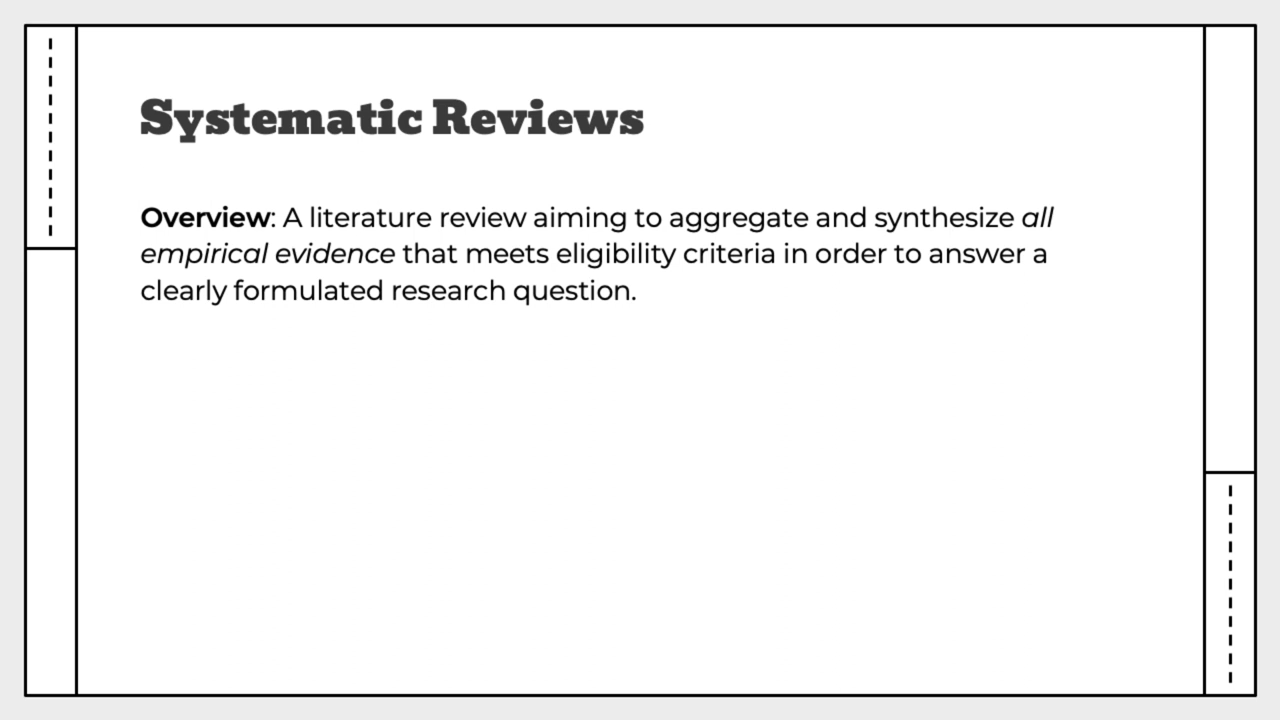 Systematic Reviews
Overview: A literature review aiming to aggregate and synthesize all
empirical evidence that meets eligibility criteria in order to answer a
clearly formulated research question.